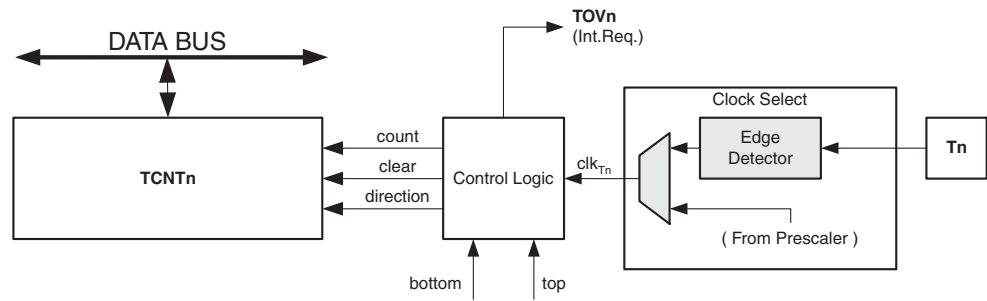 TOVn
(Int.Req.)
DATA BUS
Clock Select
count
Edge
Detector
Tn
TCNTn
clear
Control Logic
clkTn
direction
( From Prescaler )
bottom
top